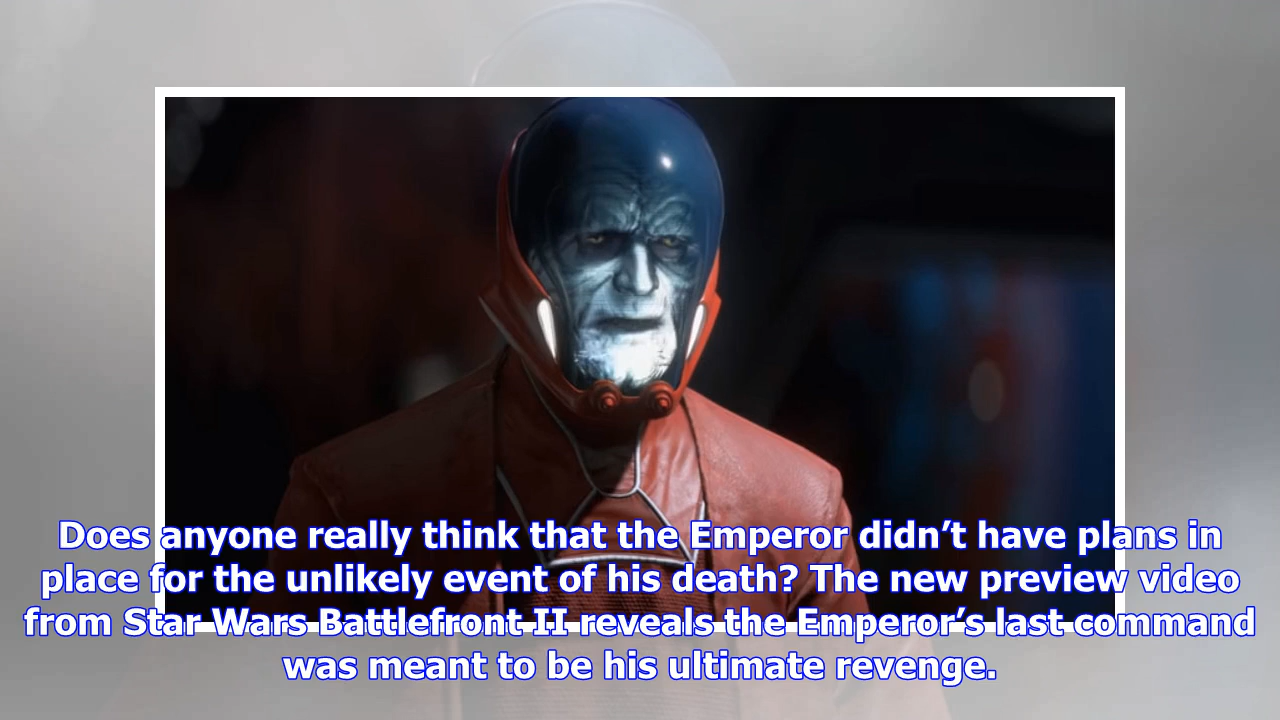 Does anyone really think that the Emperor didn’t have plans in
place for the unlikely event of his death? The new preview video
from Star Wars Battlefront II reveals the Emperor’s last command
was meant to be his ultimate revenge.